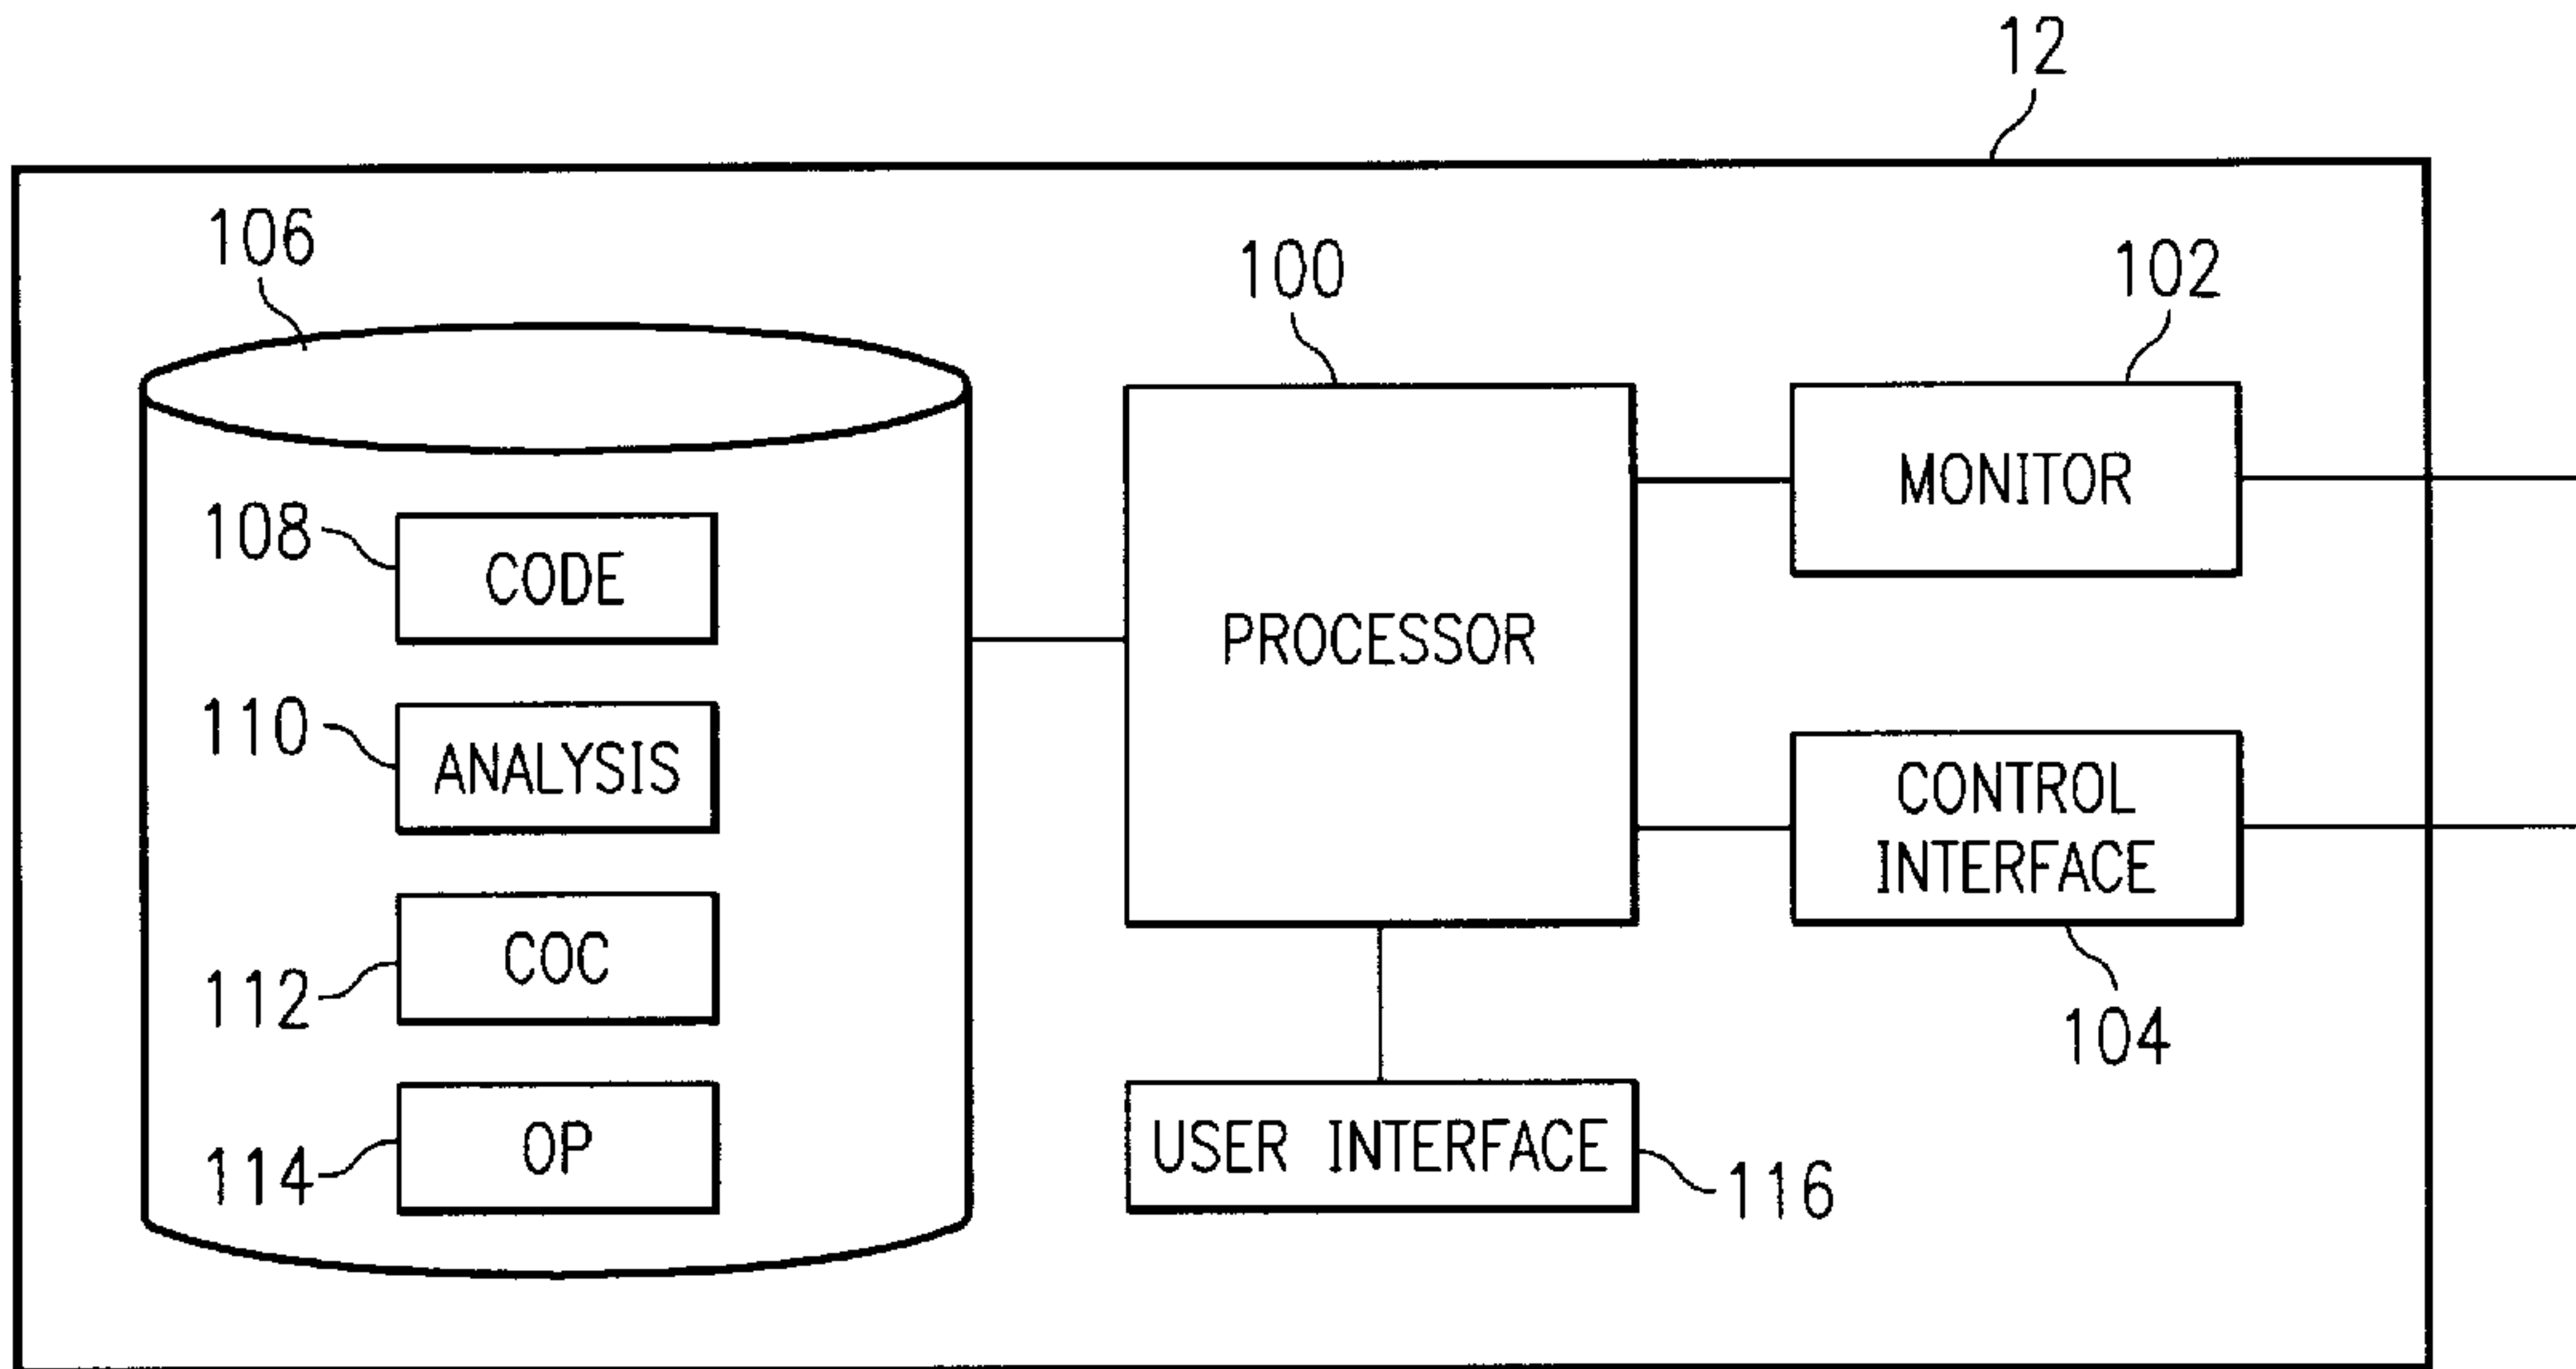 12
106
100
102
108
CODE
MONITOR
PROCESSOR
110
ANALYSIS
CONTROL
INTERFACE
112
COC
104
114
OP
USER INTERFACE
116